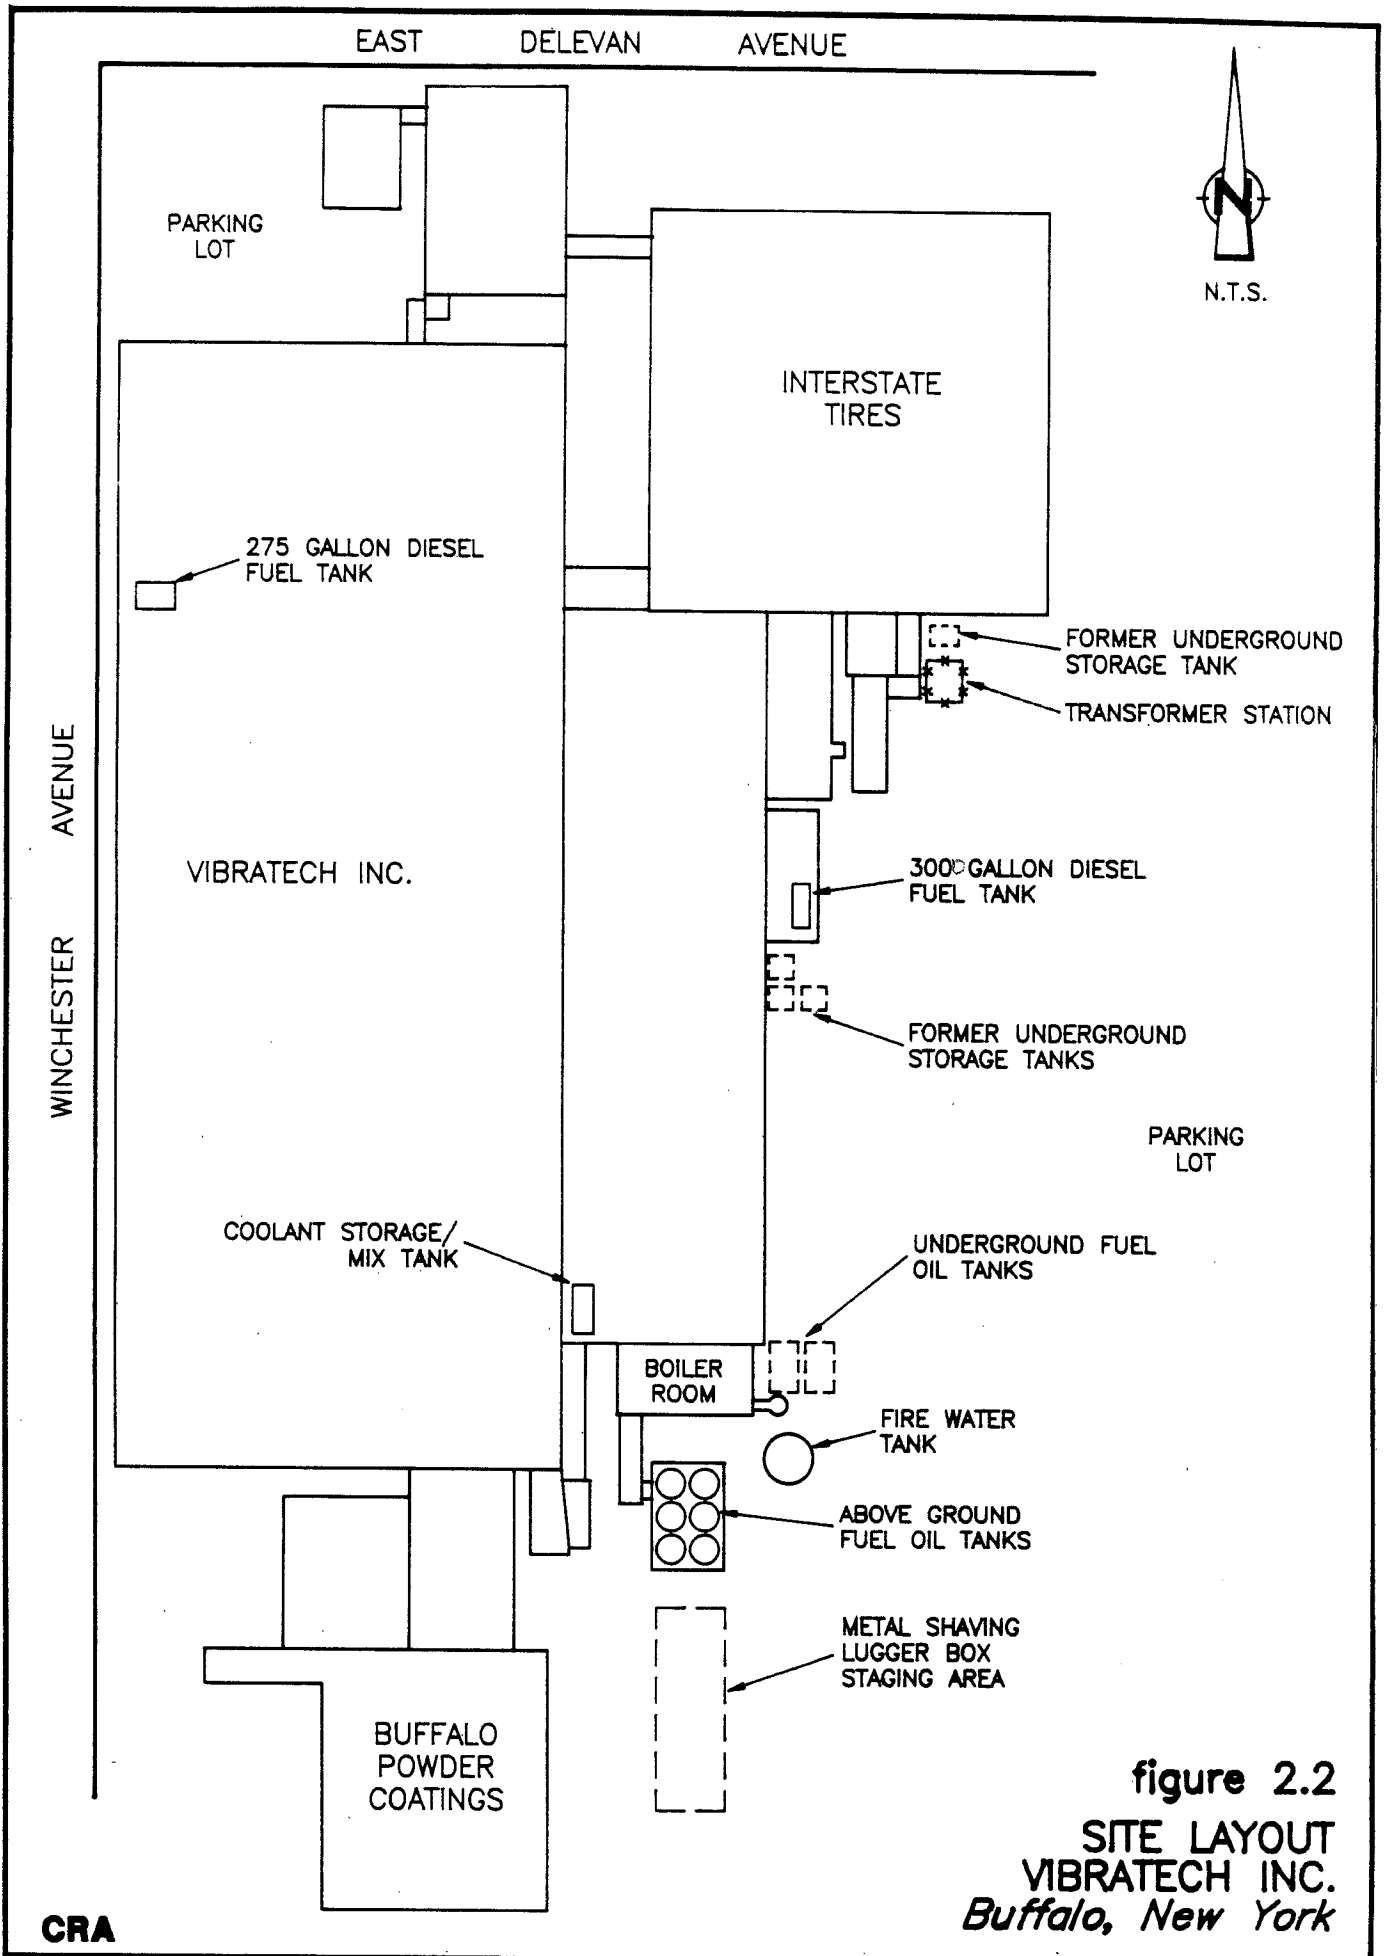 EAST DELEVAN AVENUE
N
N.T.S.
PARKING
LOT
INTERSTATE
TIRES
275 GALLON DIESEL
FUEL TANK
FORMER UNDERGROUND
STORAGE TANK
TRANSFORMER STATION
WINCHESTER AVENUE
VIBRATECH INC.
3000 GALLON DIESEL
FUEL TANK
FORMER UNDERGROUND
STORAGE TANKS
PARKING
LOT
COOLANT STORAGE/
MIX TANK
UNDERGROUND FUEL
OIL TANKS
BOILER
ROOM
FIRE WATER
TANK
ABOVE GROUND
FUEL OIL TANKS
METAL SHAVING
LUGGER BOX
STAGING AREA
BUFFALO
POWDER
COATINGS
figure 2.2
SITE LAYOUT
VIBRATECH INC.
Buffalo, New York
CRA